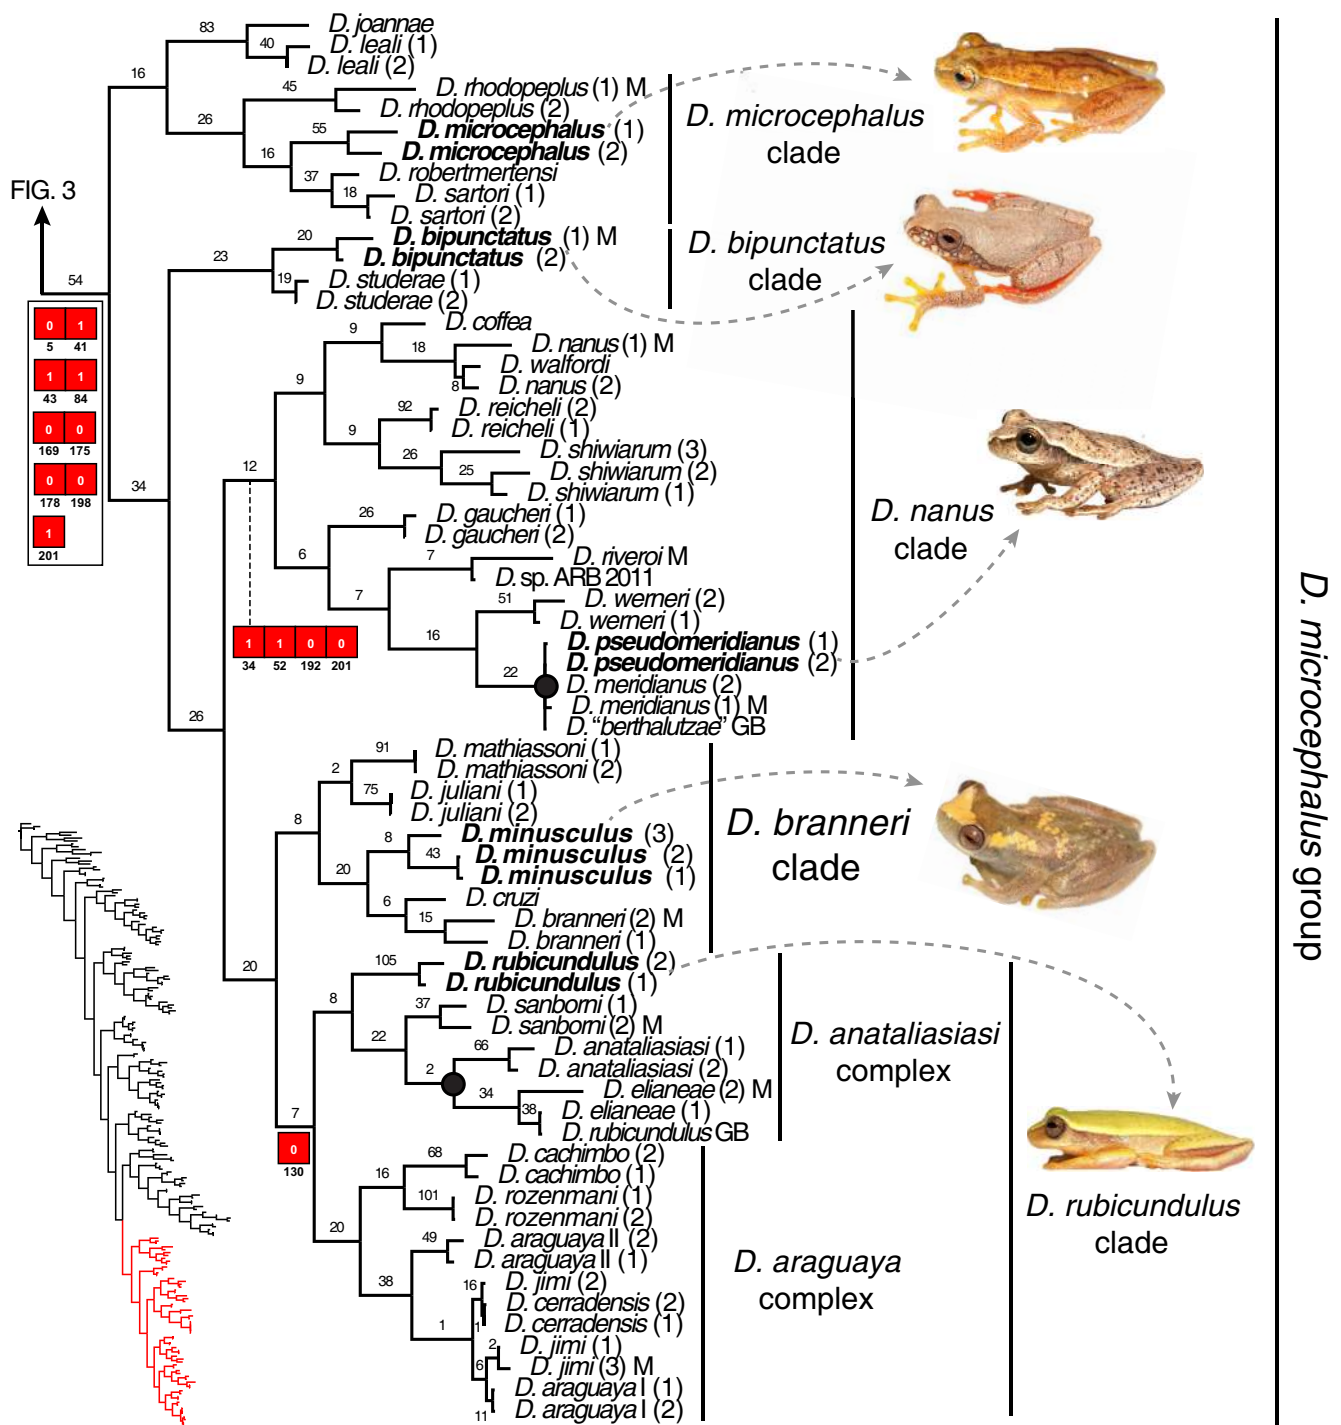 FIG. 3
54
0 1
5 41
1 1
43 84
0 0
169 175
0 0
178 198
1
201
16
83
D. joannae
40
D. leali (1)
D. leali (2)
26
45
D. rhodopeplus (1) M
D. rhodopeplus (2)
16
55
D. microcephalus (1)
D. microcephalus (2)
37
D. robertmertensi
18
D. sartori (1)
D. sartori (2)
D. microcephalus
clade
34
23
20
D. bipunctatus (1) M
D. bipunctatus (2)
19
D. studerae (1)
D. studerae (2)
D. bipunctatus
clade
26
12
1 1 0 0
34 52 192 201
9
9
D. coffea
18
D. nanus (1) M
D. walfordi
8
D. nanus (2)
9
92
D. reicheli (2)
D. reicheli (1)
26
D. shiwiarum (3)
25
D. shiwiarum (2)
D. shiwiarum (1)
6
26
D. gaucheri (1)
D. gaucheri (2)
7
7
D. riveroi M
D. sp. ARB 2011
16
51
D. werneri (2)
D. werneri (1)
22
D. pseudomeridianus (1)
D. pseudomeridianus (2)
D. meridianus (2)
D. meridianus (1) M
D. “berthalutzae” GB
D. nanus
clade
20
8
2
91
D. mathiassoni (1)
D. mathiassoni (2)
75
D. juliani (1)
D. juliani (2)
20
8
D. minusculus (3)
43
D. minusculus (2)
D. minusculus (1)
6
D. cruzi
15
D. branneri (2) M
D. branneri (1)
D. branneri
clade
7
0
130
8
105
D. rubicundulus (2)
D. rubicundulus (1)
22
37
D. sanborni (1)
D. sanborni (2) M
2
66
D. anataliasiasi (1)
D. anataliasiasi (2)
34
D. elianeae (2) M
38
D. elianeae (1)
D. rubicundulus GB
D. anataliasiasi
complex
20
16
68
D. cachimbo (2)
D. cachimbo (1)
101
D. rozenmani (1)
D. rozenmani (2)
38
49
D. araguaya II (2)
D. araguaya II (1)
1
16
D. jimi (2)
D. cerradensis (2)
1
D. cerradensis (1)
2
D. jimi (1)
6
D. jimi (3) M
D. araguaya I (1)
11
D. araguaya I (2)
D. araguaya
complex
D. rubicundulus
clade
D. microcephalus group